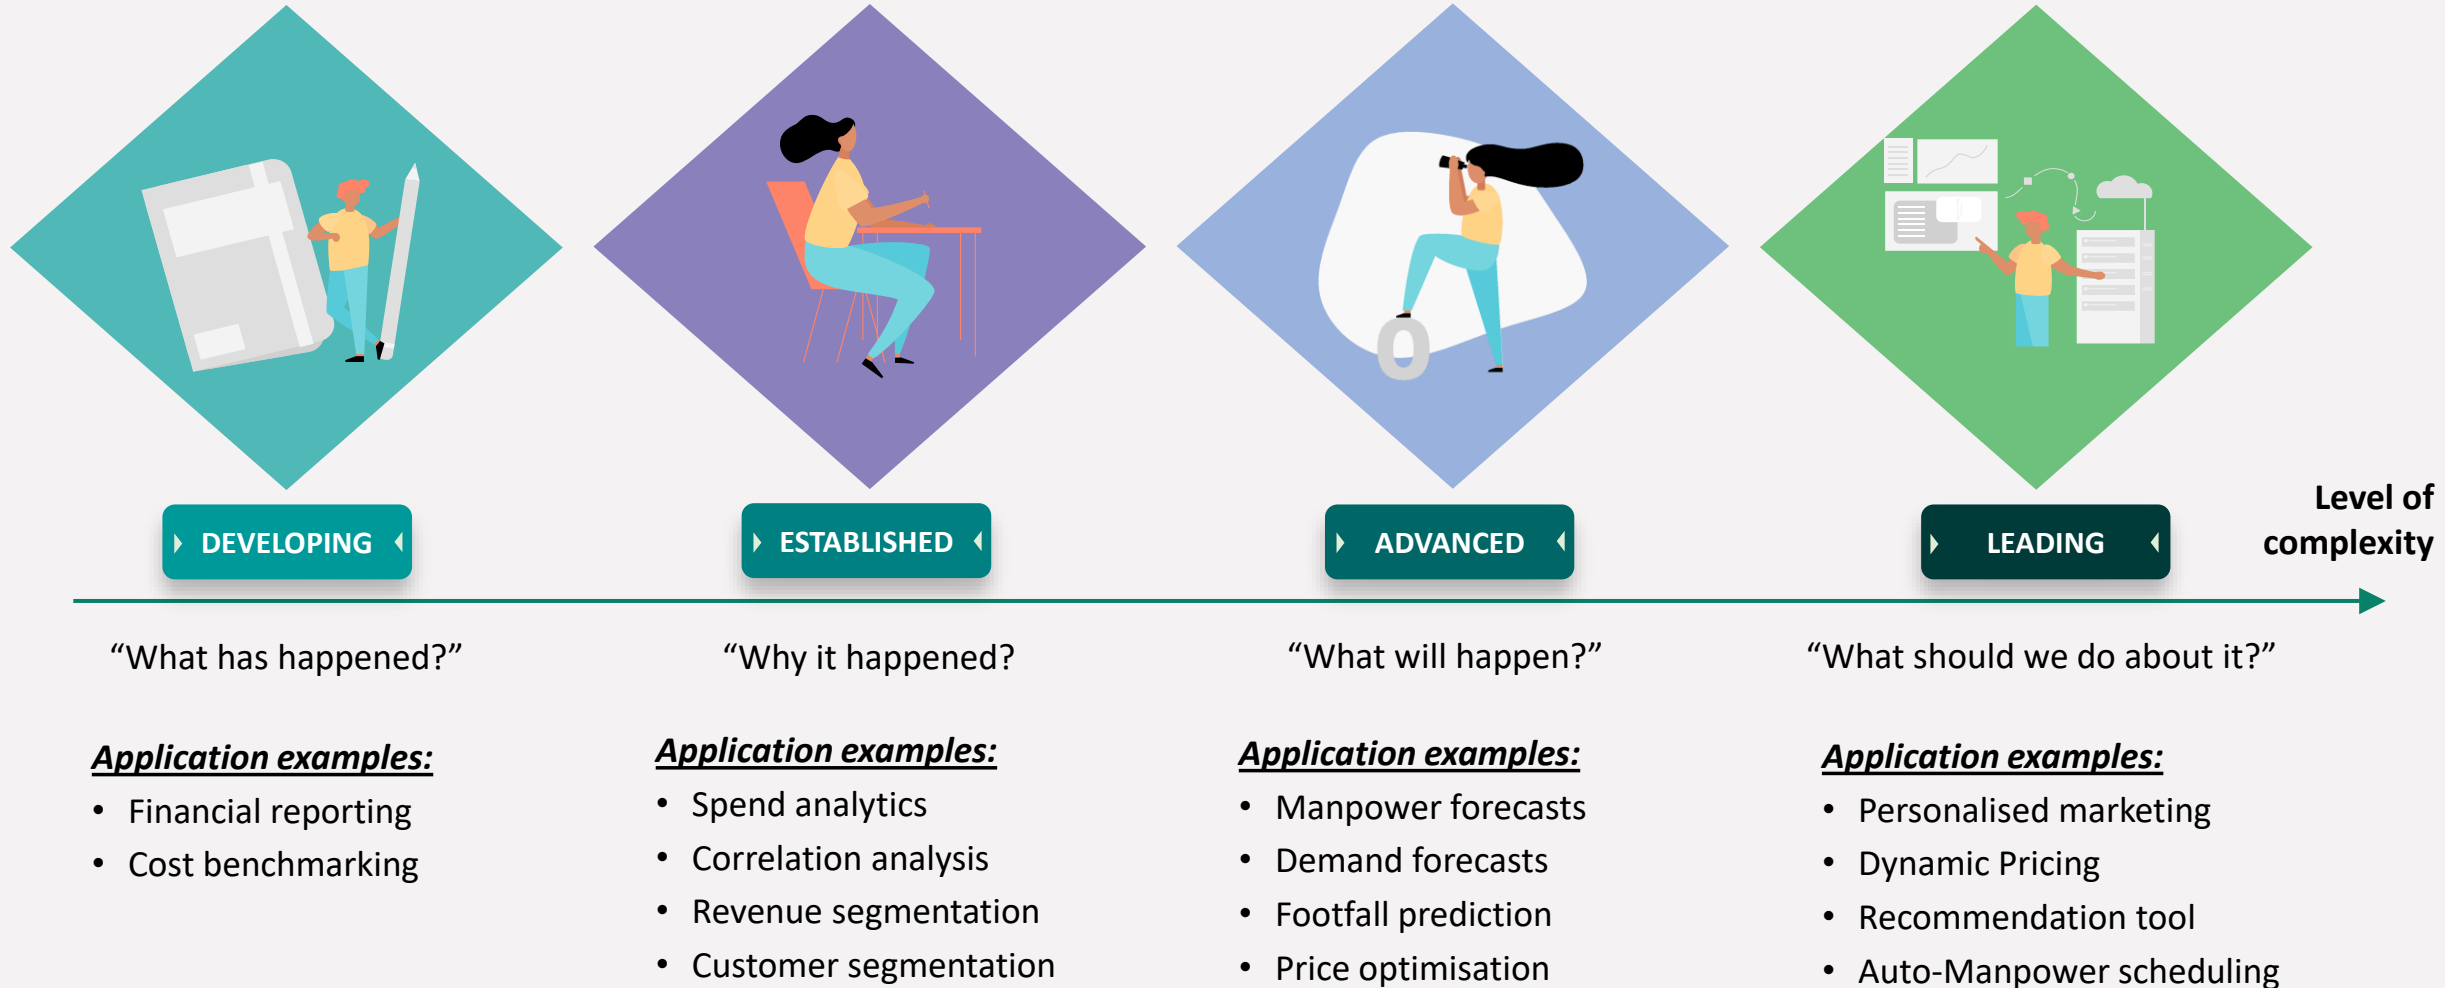 DEVELOPING
ESTABLISHED
ADVANCED
LEADING
Level of
complexity
“What has happened?”
“Why it happened?
“What will happen?”
“What should we do about it?”
Application examples:
• Financial reporting
• Cost benchmarking
Application examples:
• Spend analytics
• Correlation analysis
• Revenue segmentation
• Customer segmentation
Application examples:
• Manpower forecasts
• Demand forecasts
• Footfall prediction
• Price optimisation
Application examples:
• Personalised marketing
• Dynamic Pricing
• Recommendation tool
• Auto-Manpower scheduling